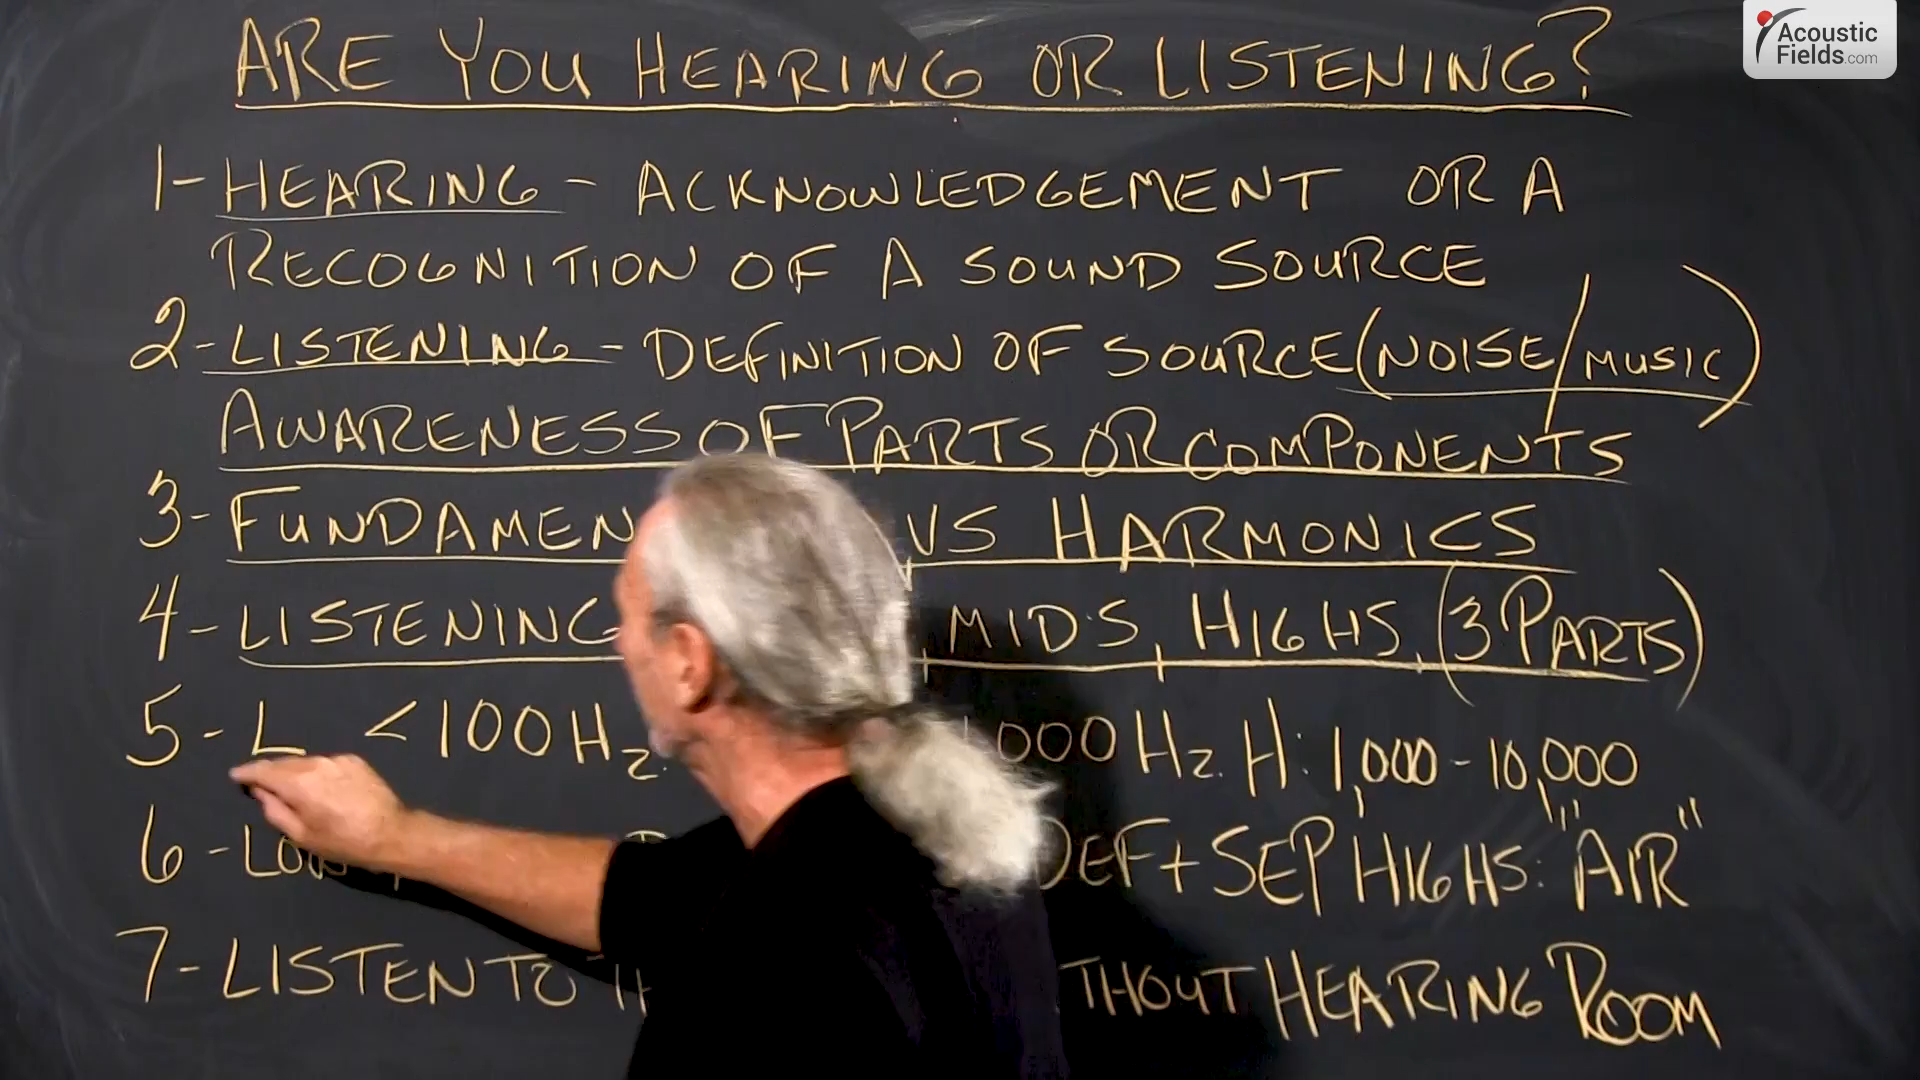 ARE YOU HEARING OR LISTENING?
Acoustic
Fields.com
1- HEARING - ACKNOWLEDGEMENT OR A
RECOGNITION OF A SOUND SOURCE
2- LISTENING - DEFINITION OF SOURCE (NOISE/MUSIC)
AWARENESS OF PARTS OR COMPONENTS
3- FUNDAMEN VS HARMONICS
4- LISTENING MIDS, HIGHS, (3 PARTS)
5- L <100 Hz. 1000 Hz. H: 1,000 - 10,000
6- DEF + SEP HIGHS: "AIR"
7- LISTEN TO THOUT HEARING ROOM